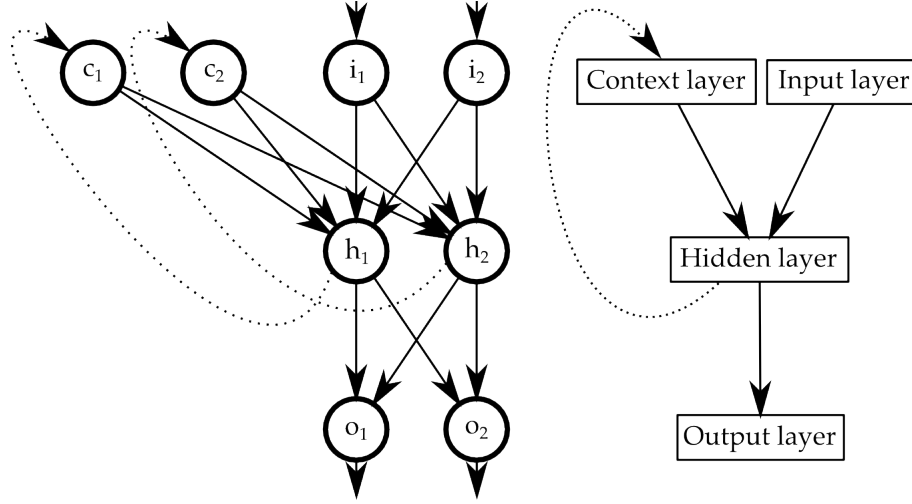 c₁
c₂
i₁
i₂
h₁
h₂
o₁
o₂
Context layer
Input layer
Hidden layer
Output layer